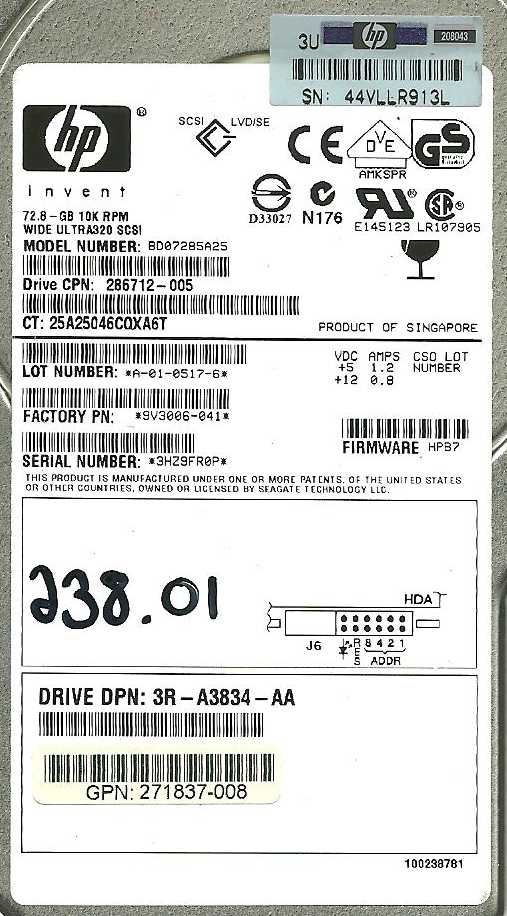 3U hp 208043
SN: 44VLLR913L
hp ®
invent
SCSI LVD/SE
CE
DVE
AMKSPR
GS
D33027 N176
E145123 LR107905
72.8-GB 10K RPM
WIDE ULTRA320 SCSI
MODEL NUMBER: BD07285A25
Drive CPN: 286712-005
CT: 25A25046CQXA6T
PRODUCT OF SINGAPORE
LOT NUMBER: *A-01-0517-6*
VDC AMPS CSO LOT
+5 1.2 NUMBER
+12 0.8
FACTORY PN: *9V3006-041*
FIRMWARE HPB7
SERIAL NUMBER: *3HZ9FR0P*
THIS PRODUCT IS MANUFACTURED UNDER ONE OR MORE PATENTS, OF THE UNITED STATES
OR OTHER COUNTRIES, OWNED OR LICENSED BY SEAGATE TECHNOLOGY LLC.
238.01
HDA
J6
RES 8 4 2 1
ADDR
DRIVE DPN: 3R-A3834-AA
GPN: 271837-008
100238781